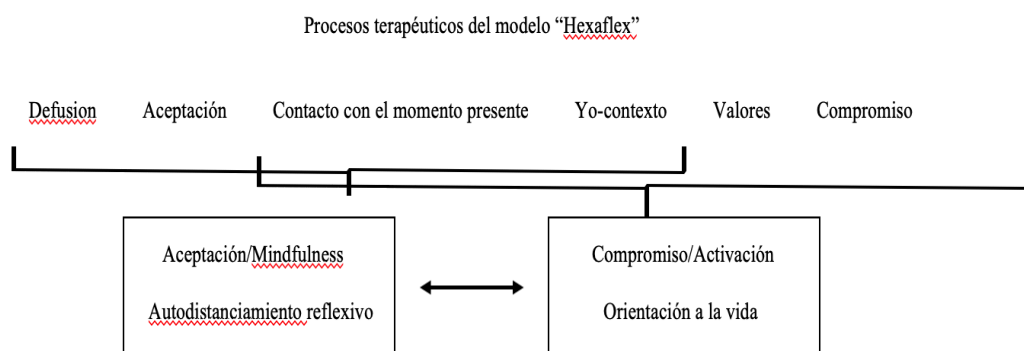 Procesos terapéuticos del modelo “Hexaflex”
Defusion Aceptación Contacto con el momento presente Yo-contexto Valores Compromiso
Aceptación/Mindfulness
Autodistanciamiento reflexivo
Compromiso/Activación
Orientación a la vida